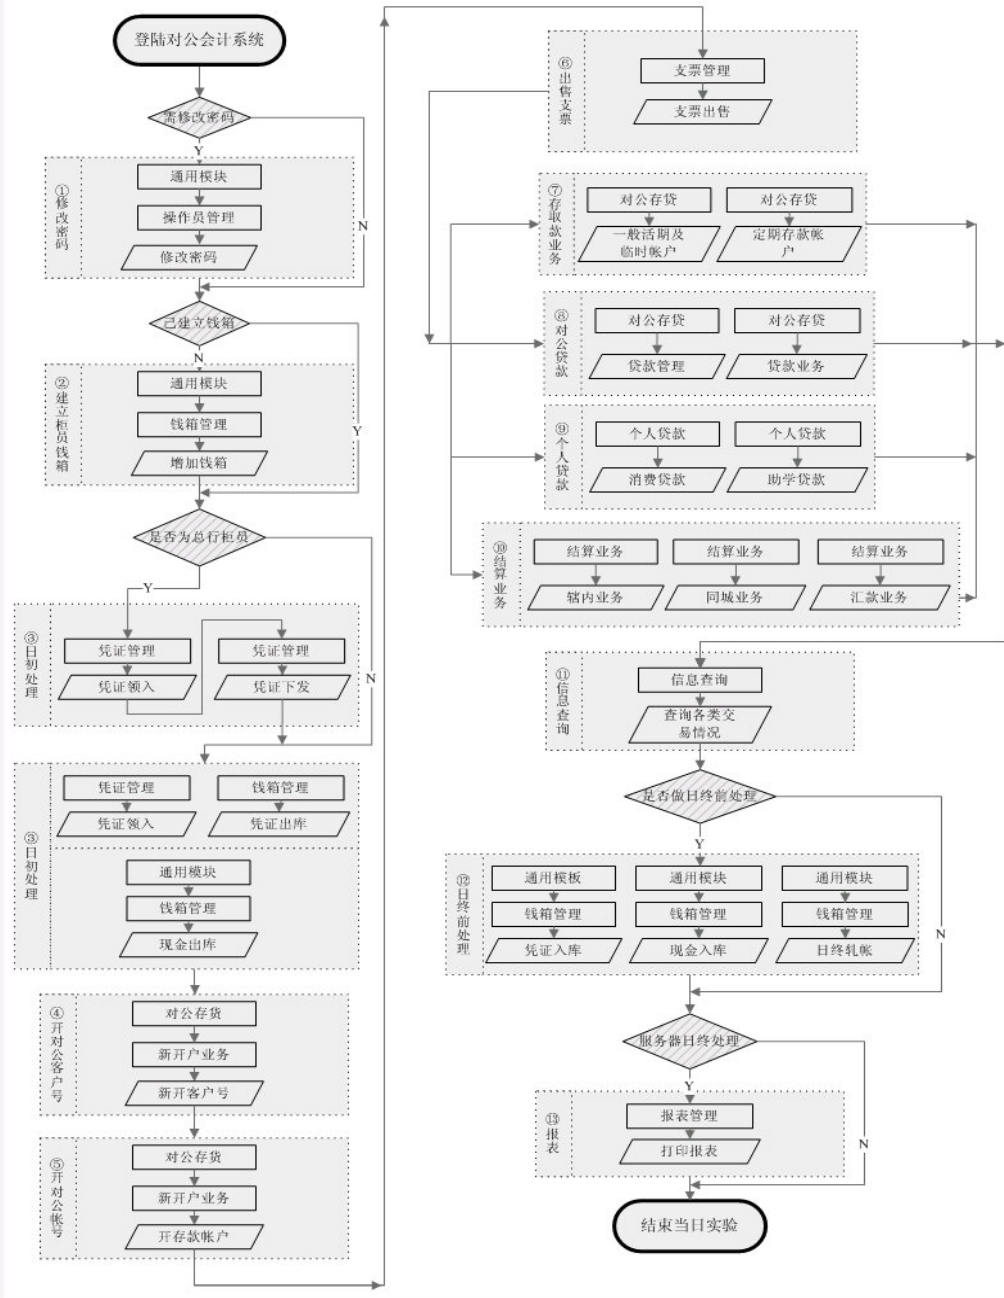 登陆对公会计系统
需修改密码
Y
N
①修改密码
通用模块
操作员管理
修改密码
已建立钱箱
N
Y
②建立柜员钱箱
通用模块
钱箱管理
增加钱箱
是否为总行柜员
Y
N
③日初处理
凭证管理
凭证领入
凭证管理
凭证下发
③日初处理
凭证管理
凭证领入
钱箱管理
凭证出库
通用模块
钱箱管理
现金出库
④开对公客户号
对公存贷
新开户业务
新开客户号
⑤开对公帐号
对公存贷
新开户业务
开存款帐户
⑥出售支票
支票管理
支票出售
⑦存取款业务
对公存贷
一般活期及
临时帐户
对公存贷
定期存款帐
户
⑧对公贷款
对公存贷
贷款管理
对公存贷
贷款业务
⑨个人贷款
个人贷款
消费贷款
个人贷款
助学贷款
⑩结算业务
结算业务
辖内业务
结算业务
同城业务
结算业务
汇款业务
⑪信息查询
信息查询
查询各类交
易情况
是否做日终前处理
Y
N
⑫日终前处理
通用模板
钱箱管理
凭证入库
通用模块
钱箱管理
现金入库
通用模块
钱箱管理
日终轧帐
服务器日终处理
Y
N
⑬报表
报表管理
打印报表
结束当日实验